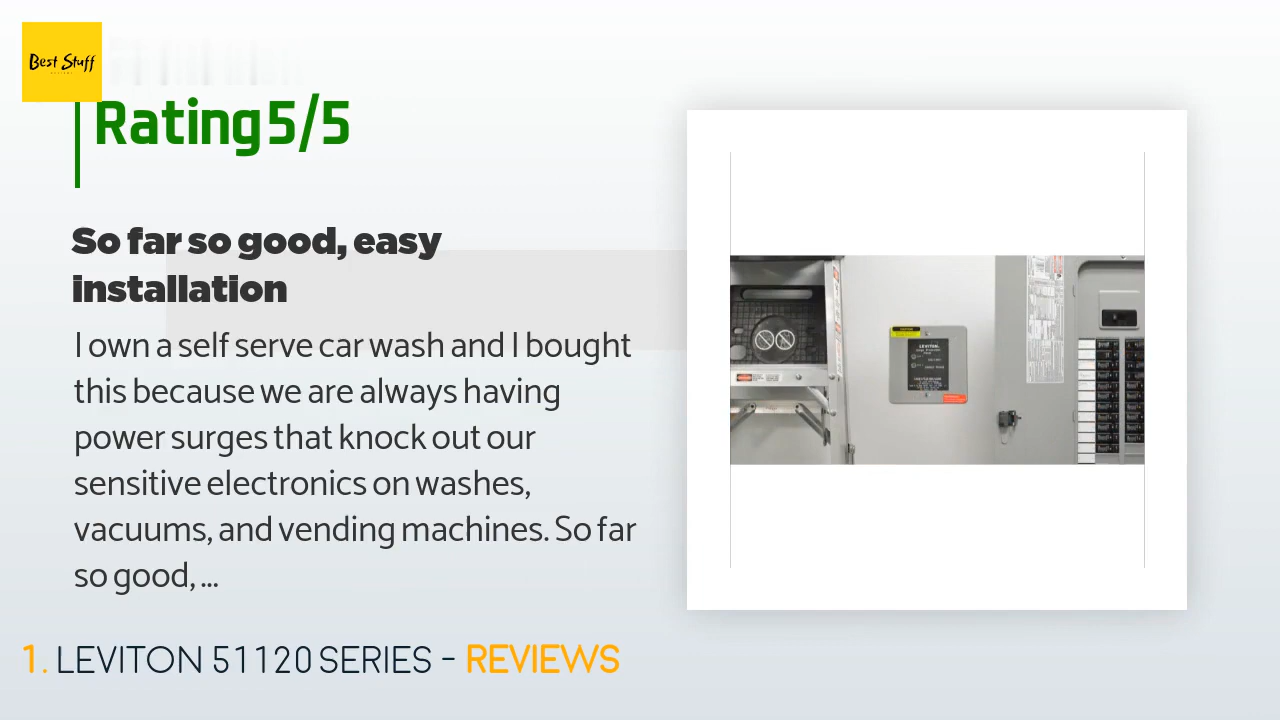 Best Stuff
Rating 5/5
So far so good, easy
installation
I own a self serve car wash and I bought
this because we are always having
power surges that knock out our
sensitive electronics on washes,
vacuums, and vending machines. So far
so good, ...
LEVITON
1. LEVITON 51120 SERIES - REVIEWS